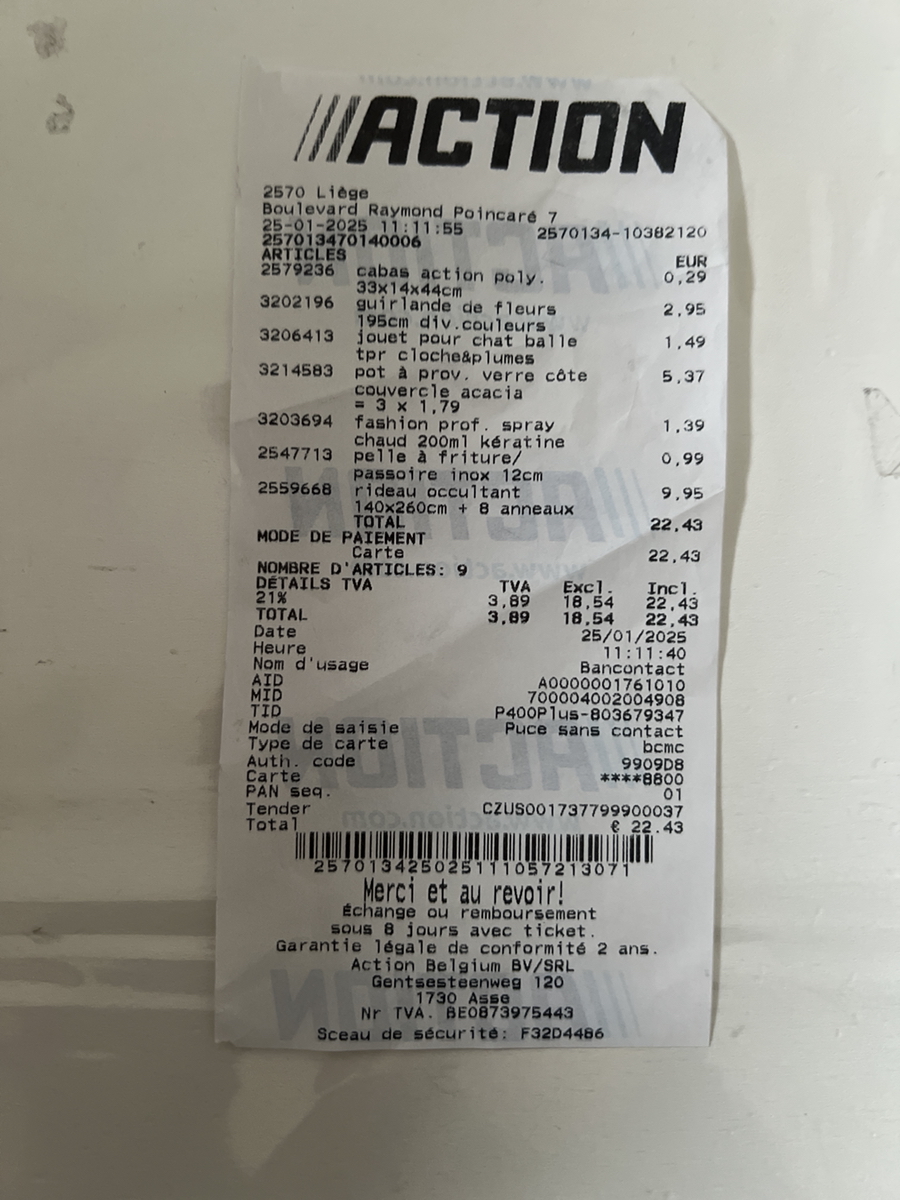 ACTION
2570 Liège
Boulevard Raymond Poincaré 7
25-01-2025 11:11:55 2570134-10382120
257013470140006
ARTICLES EUR
2579236 cabas action poly. 0,29
33x14x44cm
3202196 guirlande de fleurs 2,95
195cm div.couleurs
3206413 jouet pour chat balle 1,49
tpr cloche&plumes
3214583 pot à prov. verre côte 5,37
couvercle acacia
= 3 x 1,79
3203694 fashion prof. spray 1,39
chaud 200ml kératine
2547713 pelle à friture/ 0,99
passoire inox 12cm
2559668 rideau occultant 9,95
140x260cm + 8 anneaux
TOTAL 22,43
MODE DE PAIEMENT
Carte 22,43
NOMBRE D'ARTICLES: 9
DÉTAILS TVA TVA Excl. Incl.
21% 3,89 18,54 22,43
TOTAL 3,89 18,54 22,43
Date 25/01/2025
Heure 11:11:40
Nom d'usage Bancontact
AID A0000001761010
MID 700004002004908
TID P400Plus-803679347
Mode de saisie Puce sans contact
Type de carte bcmc
Auth. code 9909D8
Carte ****8800
PAN seq. 01
Tender CZUS001737799900037
Total € 22.43
2570134250251111057213071
Merci et au revoir!
Échange ou remboursement
sous 8 jours avec ticket.
Garantie légale de conformité 2 ans.
Action Belgium BV/SRL
Gentsesteenweg 120
1730 Asse
Nr TVA. BE0873975443
Sceau de sécurité: F32D4486